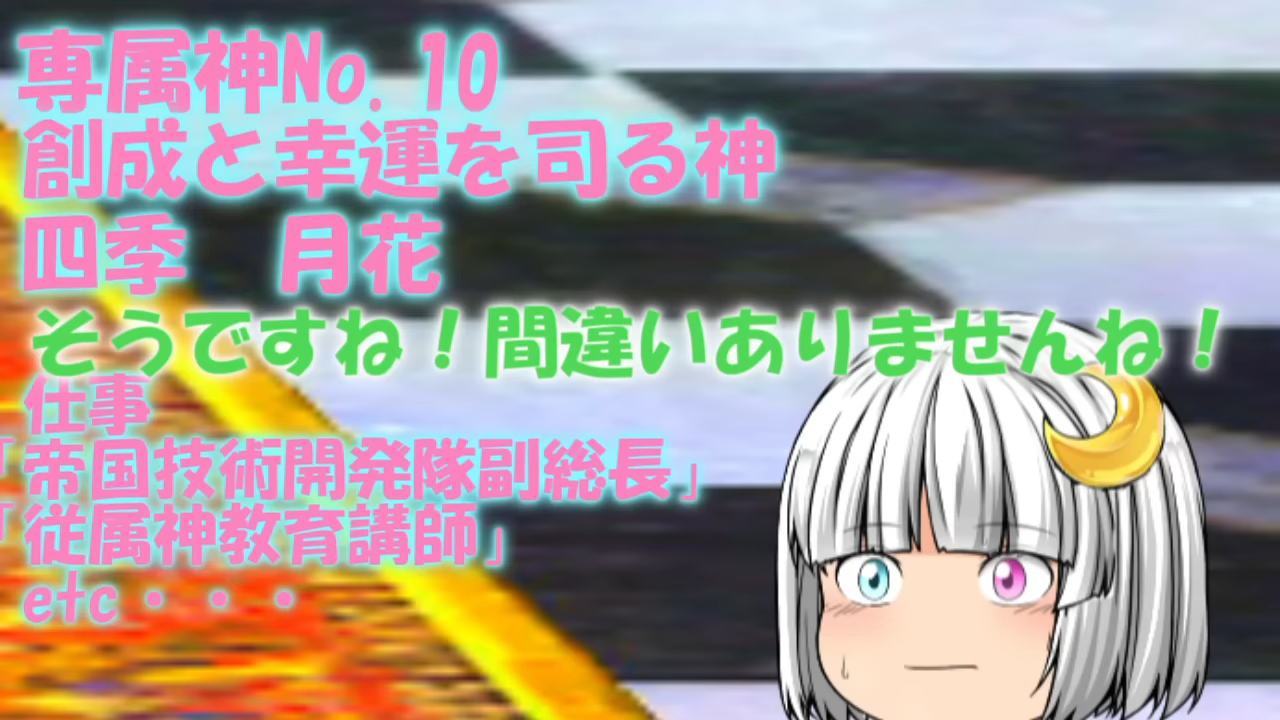 専属神No.10
創成と幸運を司る神
四季　月花
そうですね！間違いありませんね！
仕事
「帝国技術開発隊副総長」
「従属神教育講師」
etc・・・